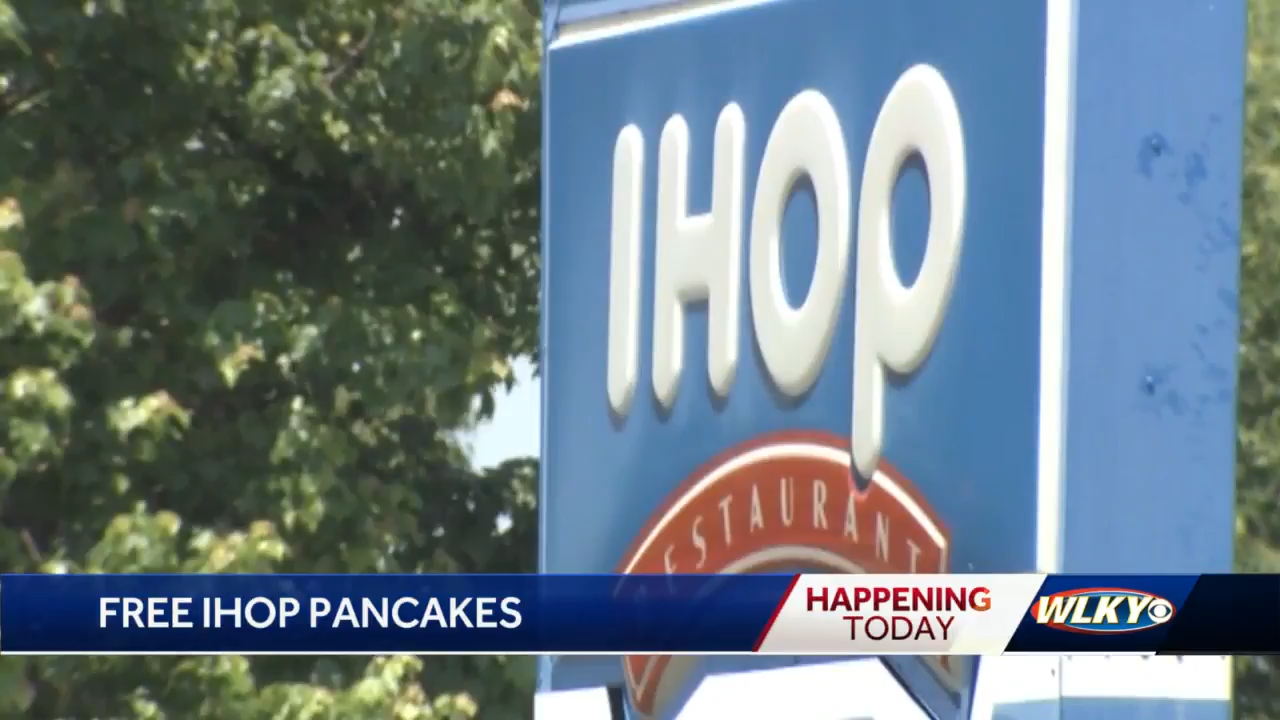 IHOP
RESTAURANT
FREE IHOP PANCAKES
HAPPENING
TODAY
WLKY